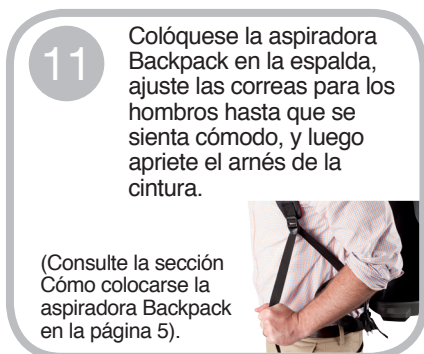 11
Colóquese la aspiradora
Backpack en la espalda,
ajuste las correas para los
hombros hasta que se
sienta cómodo, y luego
apriete el arnés de la
cintura.
(Consulte la sección
Cómo colocarse la
aspiradora Backpack
en la página 5).